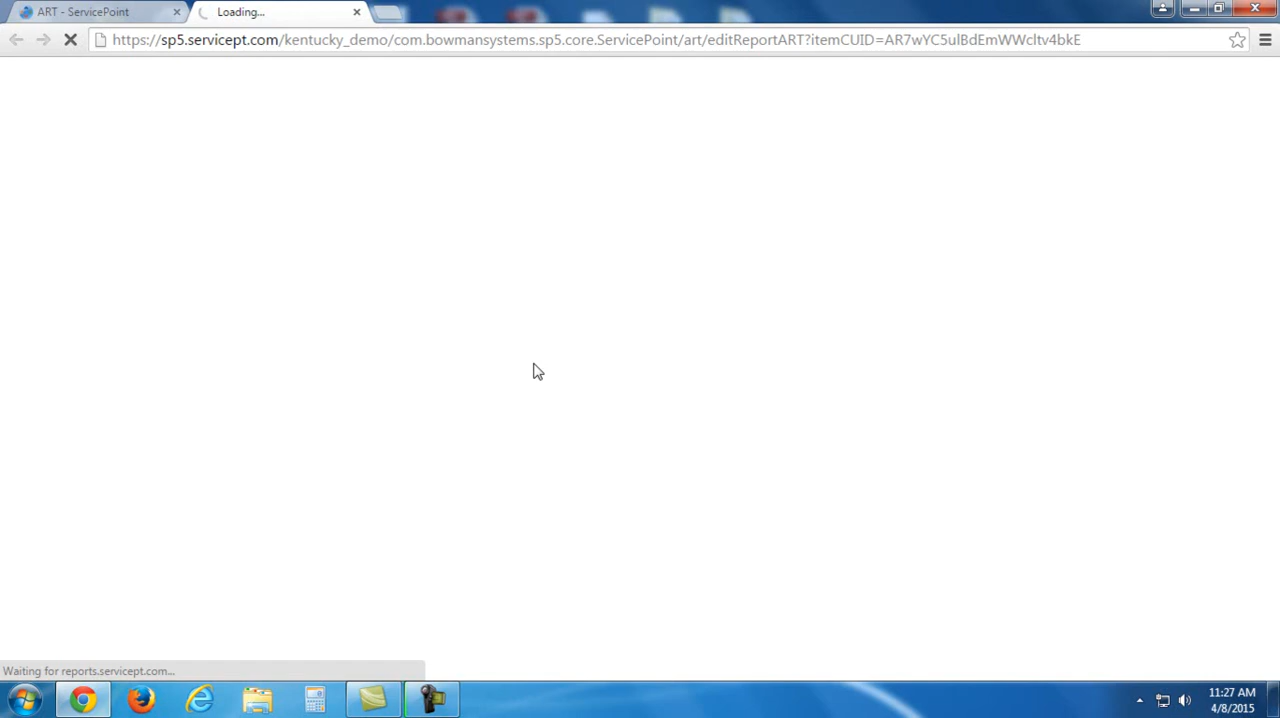 ART - ServicePoint
Loading...
https://sp5.servicept.com/kentucky_demo/com.bowmansystems.sp5.core.ServicePoint/art/editReportART?itemCUID=AR7wYC5ulBdEmWWcltv4bkE
Waiting for reports.servicept.com...
11:27 AM
4/8/2015